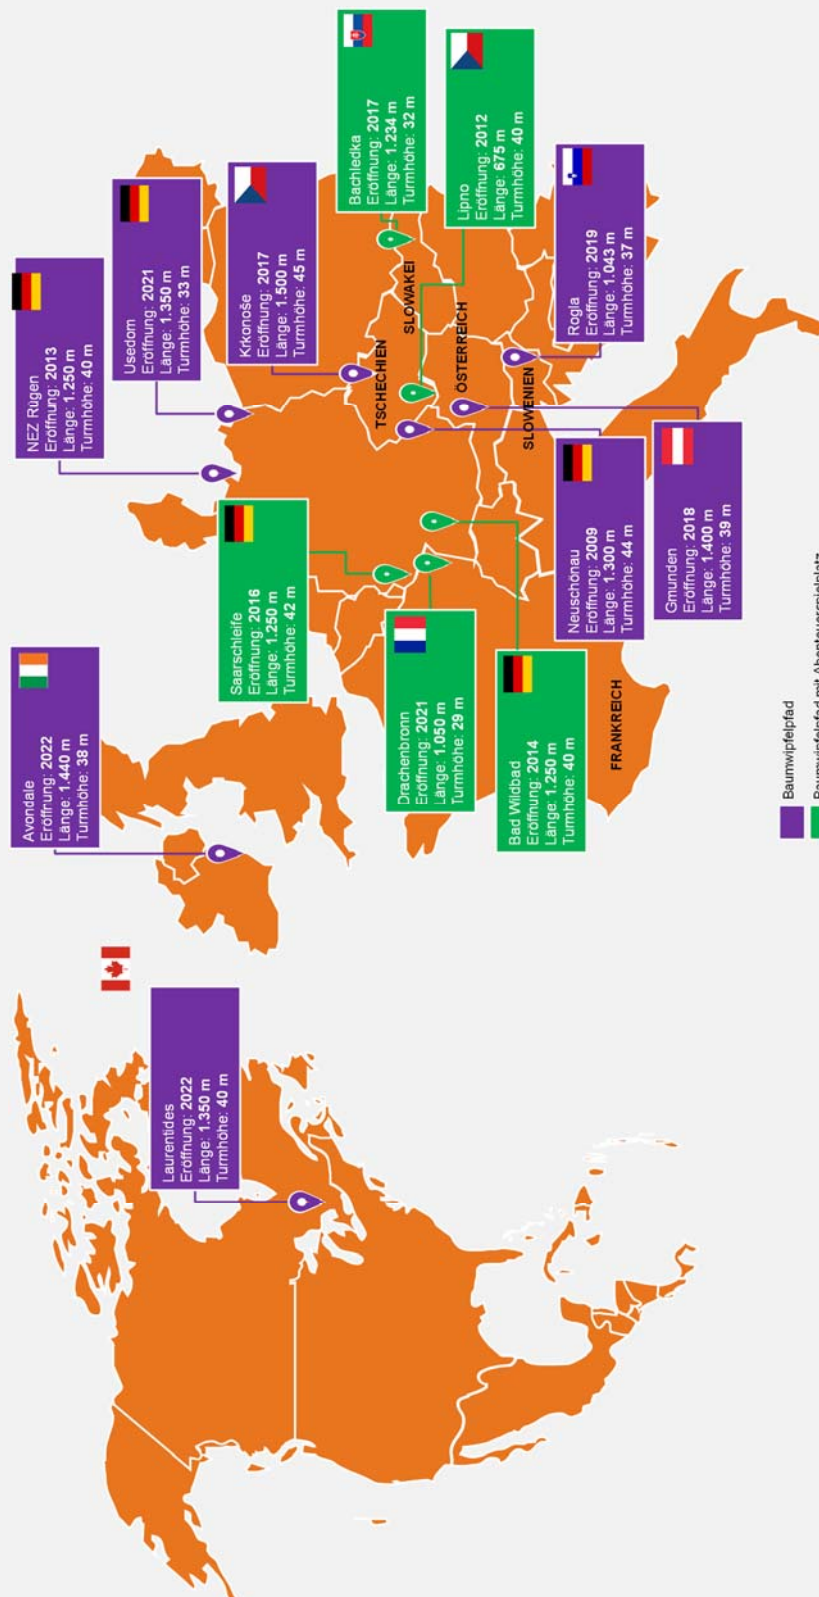 Laurentides
Eröffnung: 2022
Länge: 1.350 m
Turmhöhe: 40 m
Avondale
Eröffnung: 2022
Länge: 1.440 m
Turmhöhe: 38 m
NEZ Rügen
Eröffnung: 2013
Länge: 1.250 m
Turmhöhe: 40 m
Usedom
Eröffnung: 2021
Länge: 1.350 m
Turmhöhe: 33 m
Krkonoše
Eröffnung: 2017
Länge: 1.500 m
Turmhöhe: 45 m
Saarschleife
Eröffnung: 2016
Länge: 1.250 m
Turmhöhe: 42 m
Bachledka
Eröffnung: 2017
Länge: 1.234 m
Turmhöhe: 32 m
Lipno
Eröffnung: 2012
Länge: 675 m
Turmhöhe: 40 m
Drachenbronn
Eröffnung: 2021
Länge: 1.050 m
Turmhöhe: 29 m
Bad Wildbad
Eröffnung: 2014
Länge: 1.250 m
Turmhöhe: 40 m
Neuschönau
Eröffnung: 2009
Länge: 1.300 m
Turmhöhe: 44 m
Rogla
Eröffnung: 2019
Länge: 1.043 m
Turmhöhe: 37 m
Gmunden
Eröffnung: 2018
Länge: 1.400 m
Turmhöhe: 39 m
TSCHECHIEN
SLOWAKEI
ÖSTERREICH
SLOWENIEN
FRANKREICH
Baumwipfelpfad
Baumwipfelpfad mit Abenteuerspielplatz